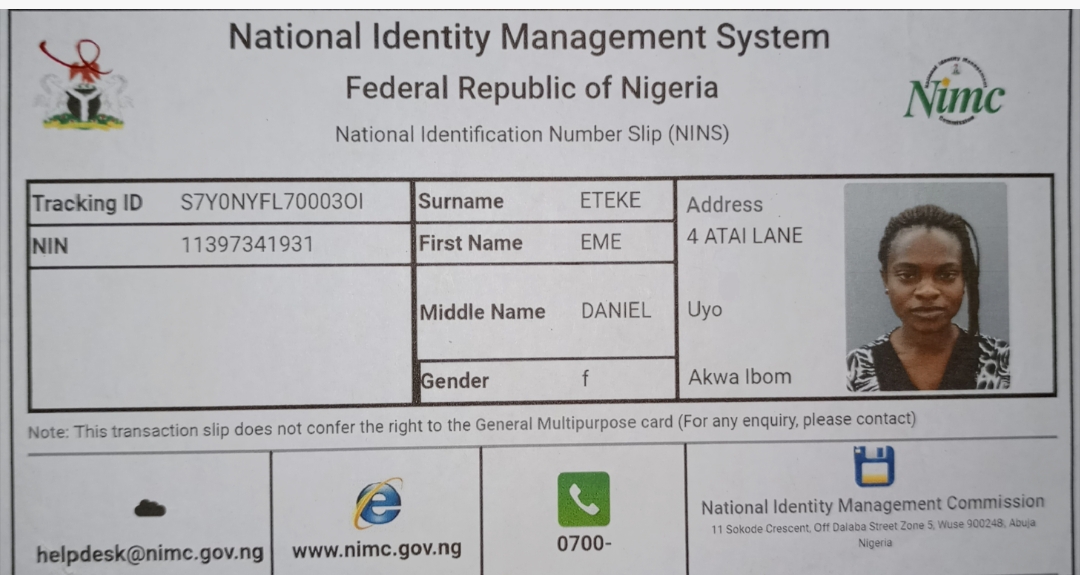 National Identity Management System
Federal Republic of Nigeria
National Identification Number Slip (NINS)
Nimc
Tracking ID S7Y0NYFL70003OI
NIN 11397341931
Surname ETEKE
First Name EME
Middle Name DANIEL
Gender f
Address
4 ATAI LANE
Uyo
Akwa Ibom
Note: This transaction slip does not confer the right to the General Multipurpose card (For any enquiry, please contact)
helpdesk@nimc.gov.ng
www.nimc.gov.ng
0700-
National Identity Management Commission
11 Sokode Crescent, Off Dalaba Street Zone 5, Wuse 900248, Abuja
Nigeria